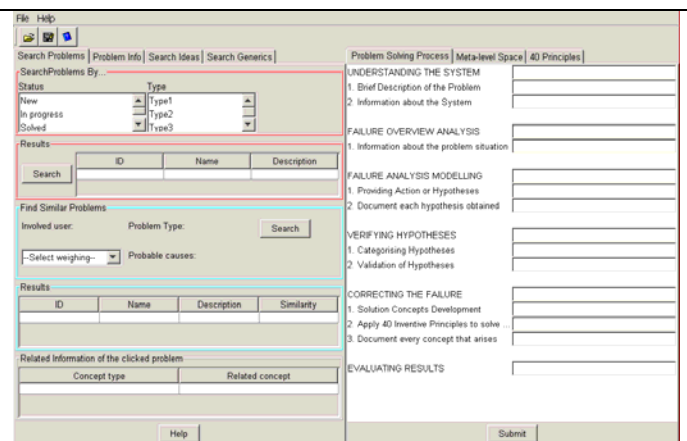 File Help
Search Problems Problem Info Search Ideas Search Generics
SearchProblems By...
Status Type
New Type1
In progress Type2
Solved Type3
Results
ID Name Description
Search
Find Similar Problems
Involved user: Problem Type: Search
--Select weighing-- Probable causes:
Results
ID Name Description Similarity
Related Information of the clicked problem
Concept type Related concept
Help
Problem Solving Process Meta-level Space 40 Principles
UNDERSTANDING THE SYSTEM
1. Brief Description of the Problem
2 Information about the System
FAILURE OVERVIEW ANALYSIS
1. Information about the problem situation
FAILURE ANALYSIS MODELLING
1. Providing Action or Hypotheses
2 Document each hypothesis obtained
VERIFYING HYPOTHESES
1. Categorising Hypotheses
2. Validation of Hypotheses
CORRECTING THE FAILURE
1. Solution Concepts Development
2. Apply 40 Inventive Principles to solve ...
3. Document every concept that arises
EVALUATING RESULTS
Submit